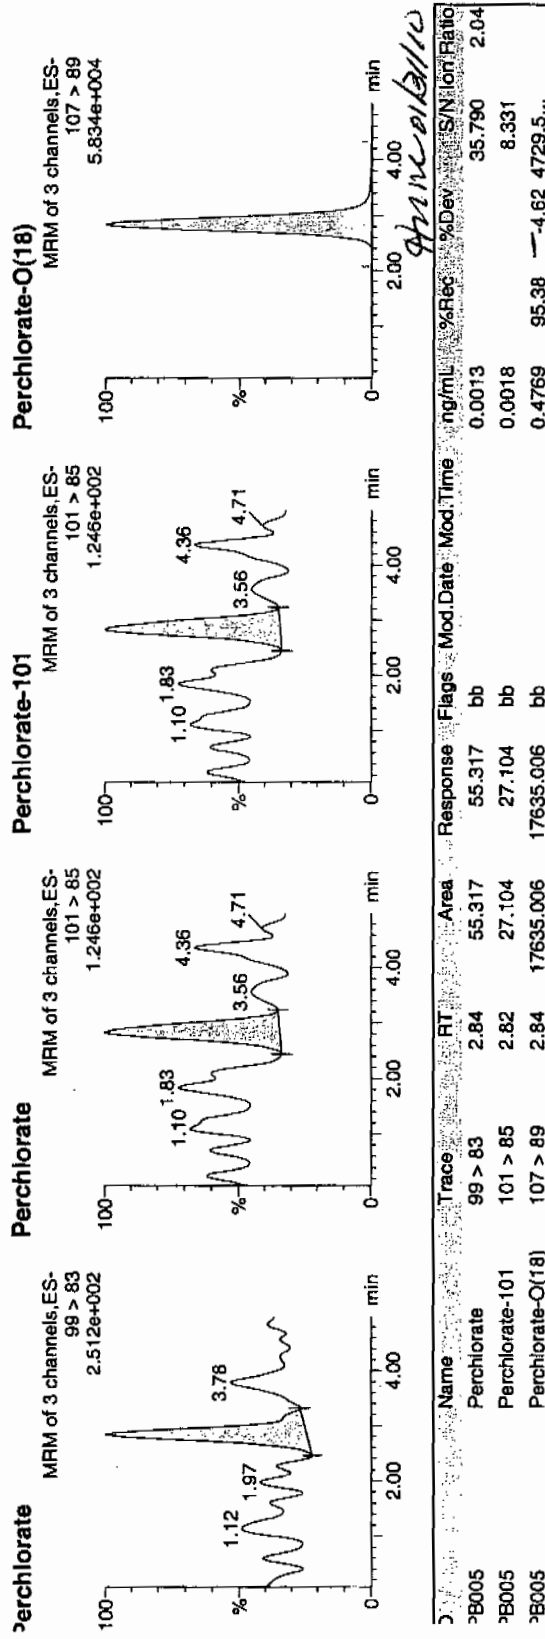 Perchlorate
MRM of 3 channels,ES-
99 > 83
2.512e+002
100
%
0
1.12
1.97
3.78
2.00
4.00
min
Perchlorate
MRM of 3 channels,ES-
101 > 85
1.246e+002
100
%
0
1.10
1.83
3.56
4.36
4.71
2.00
4.00
min
Perchlorate-101
MRM of 3 channels,ES-
101 > 85
1.246e+002
100
%
0
1.10
1.83
3.56
4.36
4.71
2.00
4.00
min
Perchlorate-O(18)
MRM of 3 channels,ES-
107 > 89
5.834e+004
100
%
0
2.00
4.00
min
01/31/10
Name Trace RT Area Response Flags Mod.Date Mod.Time ng/mL %Rec %Dev S/N Ion Ratio
PB005 Perchlorate 99 > 83 2.84 55.317 55.317 bb 0.0013 35.790 2.04
PB005 Perchlorate-101 101 > 85 2.82 27.104 27.104 bb 0.0018 8.331
PB005 Perchlorate-O(18) 107 > 89 2.84 17635.006 17635.006 bb 0.4769 95.38 -4.62 4729.5...